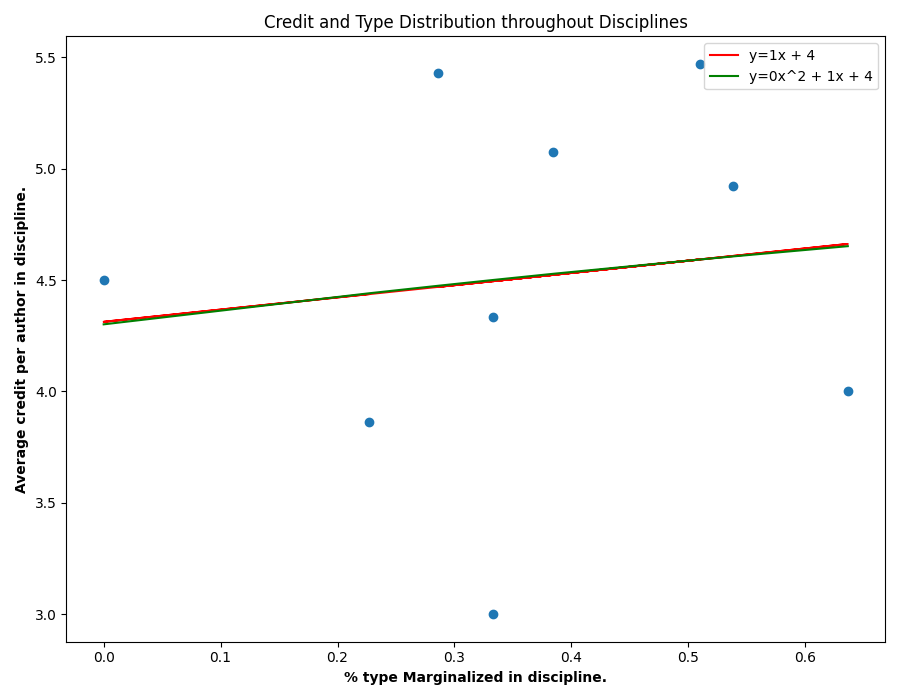 Credit and Type Distribution throughout Disciplines
y=1x + 4
y=0x^2 + 1x + 4
5.5
5.0
4.5
4.0
3.5
3.0
Average credit per author in discipline.
0.0 0.1 0.2 0.3 0.4 0.5 0.6
% type Marginalized in discipline.